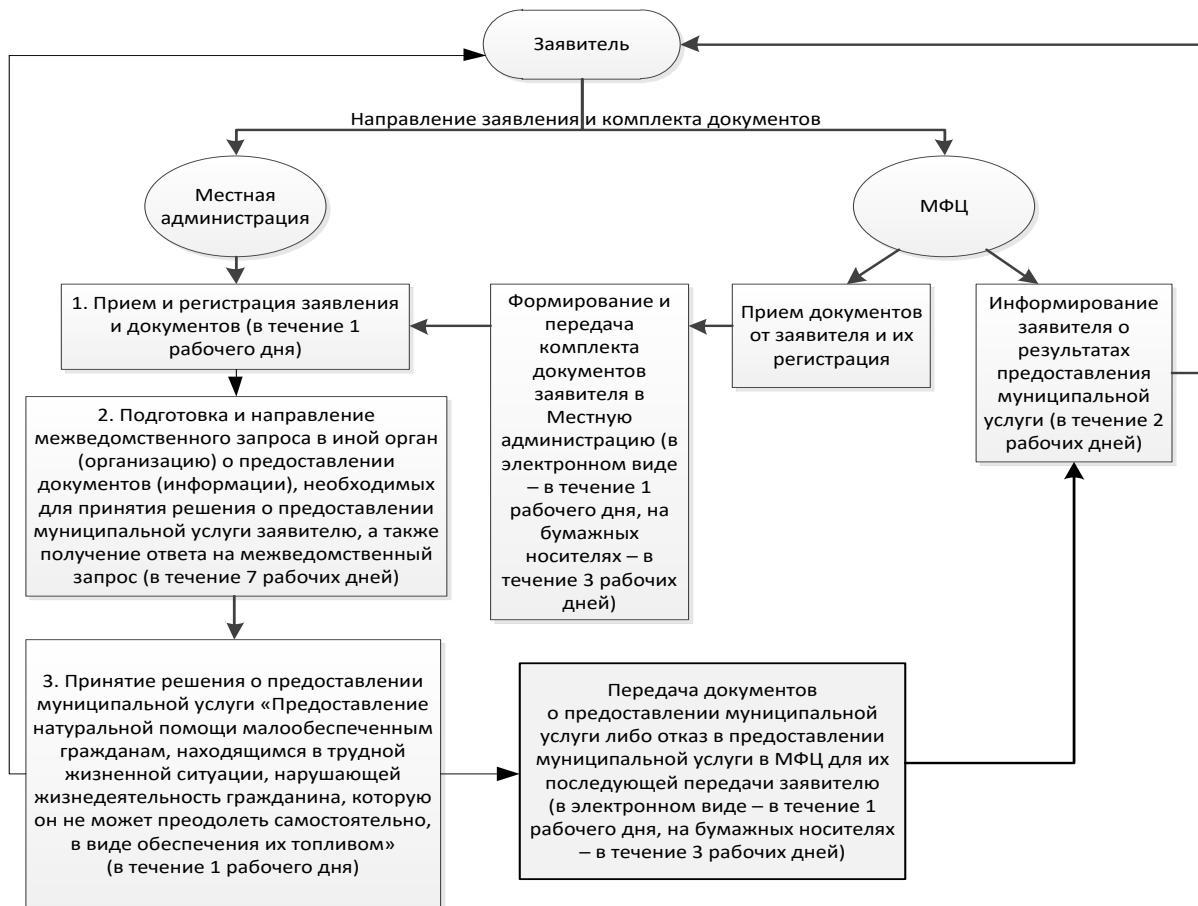 Заявитель
Направление заявления и комплекта документов
Местная
администрация
МФЦ
1. Прием и регистрация заявления
и документов (в течение 1
рабочего дня)
Формирование и
передача
комплекта
документов
заявителя в
Местную
администрацию (в
электронном виде
– в течение 1
рабочего дня, на
бумажных
носителях – в
течение 3 рабочих
дней)
Прием документов
от заявителя и их
регистрация
Информирование
заявителя о
результатах
предоставления
муниципальной
услуги (в течение 2
рабочих дней)
2. Подготовка и направление
межведомственного запроса в иной орган
(организацию) о предоставлении
документов (информации), необходимых
для принятия решения о предоставлении
муниципальной услуги заявителю, а также
получение ответа на межведомственный
запрос (в течение 7 рабочих дней)
3. Принятие решения о предоставлении
муниципальной услуги «Предоставление
натуральной помощи малообеспеченным
гражданам, находящимся в трудной
жизненной ситуации, нарушающей
жизнедеятельность гражданина, которую
он не может преодолеть самостоятельно,
в виде обеспечения их топливом»
(в течение 1 рабочего дня)
Передача документов
о предоставлении муниципальной
услуги либо отказ в предоставлении
муниципальной услуги в МФЦ для их
последующей передачи заявителю
(в электронном виде – в течение 1
рабочего дня, на бумажных носителях
– в течение 3 рабочих дней)